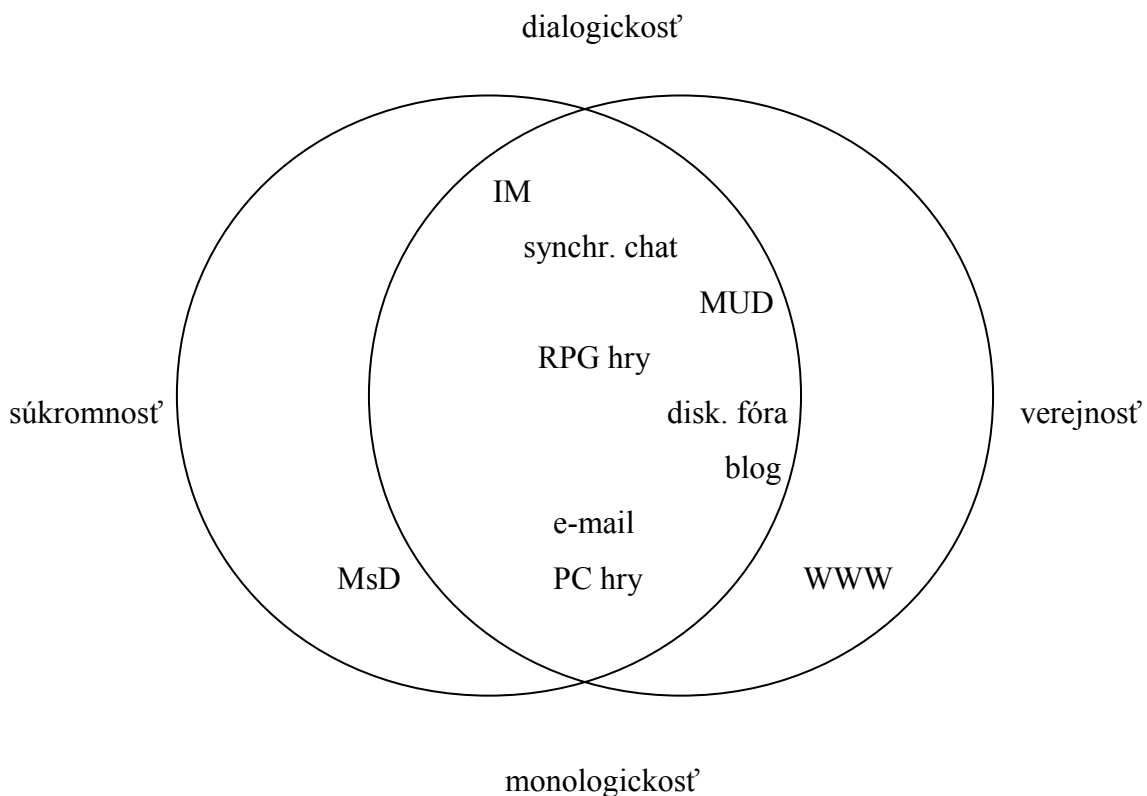 dialogickosť
IM
synchr. chat
MUD
RPG hry
súkromnosť
disk. fóra
verejnosť
blog
e-mail
MsD
PC hry
WWW
monologickosť